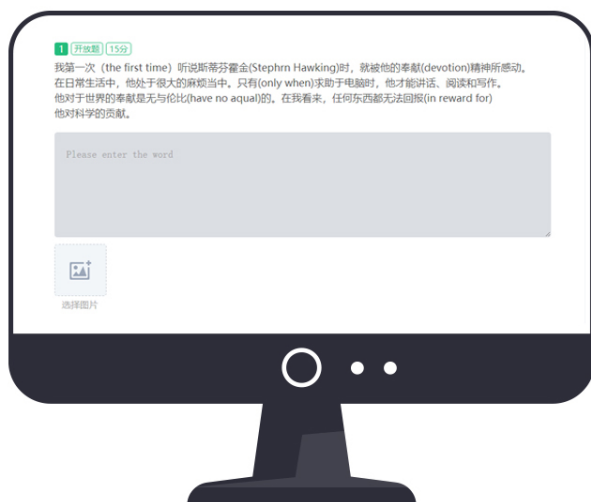 1 开放题 15分
我第一次（the first time）听说斯蒂芬霍金(Stephrn Hawking)时，就被他的奉献(devotion)精神所感动。
在日常生活中，他处于很大的麻烦当中。只有(only when)求助于电脑时，他才能讲话、阅读和写作。
他对于世界的奉献是无与伦比(have no aqual)的。在我看来，任何东西都无法回报(in reward for)
他对科学的贡献。
Please enter the word
选择图片